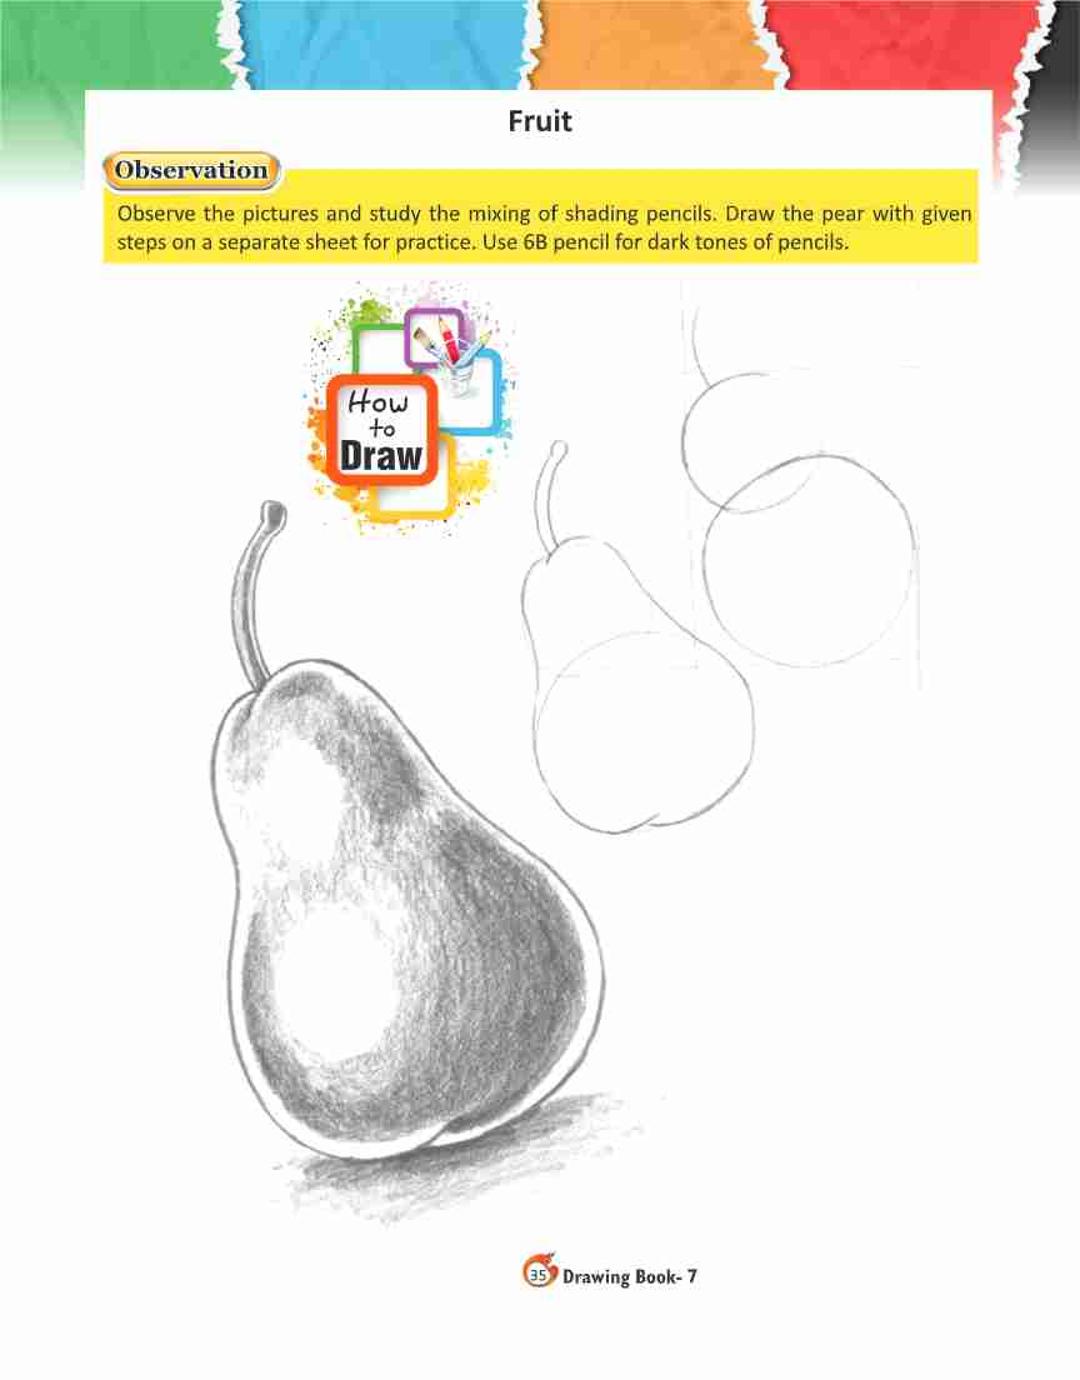 Fruit
Observation
Observe the pictures and study the mixing of shading pencils. Draw the pear with given
steps on a separate sheet for practice. Use 6B pencil for dark tones of pencils.
How
to
Draw
35 Drawing Book- 7